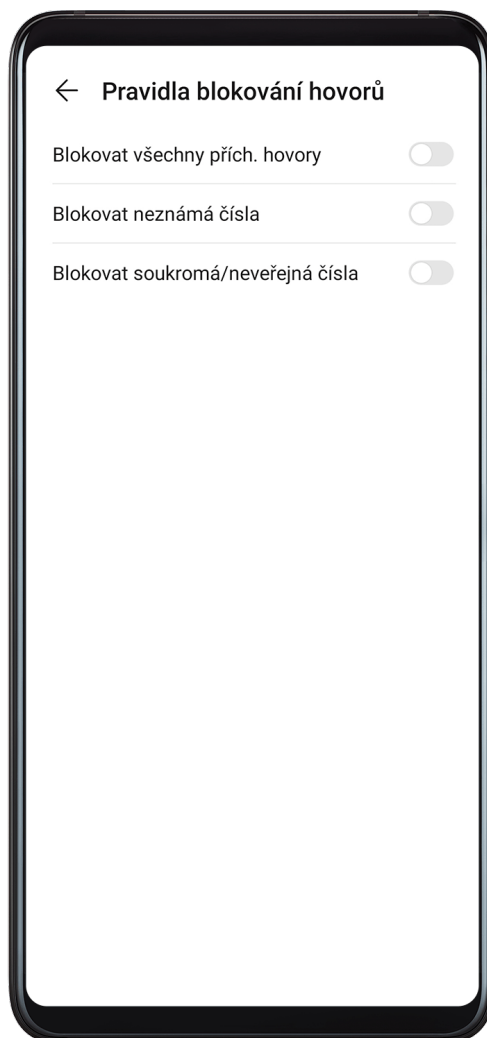 Pravidla blokování hovorů
Blokovat všechny přích. hovory
Blokovat neznámá čísla
Blokovat soukromá/neveřejná čísla